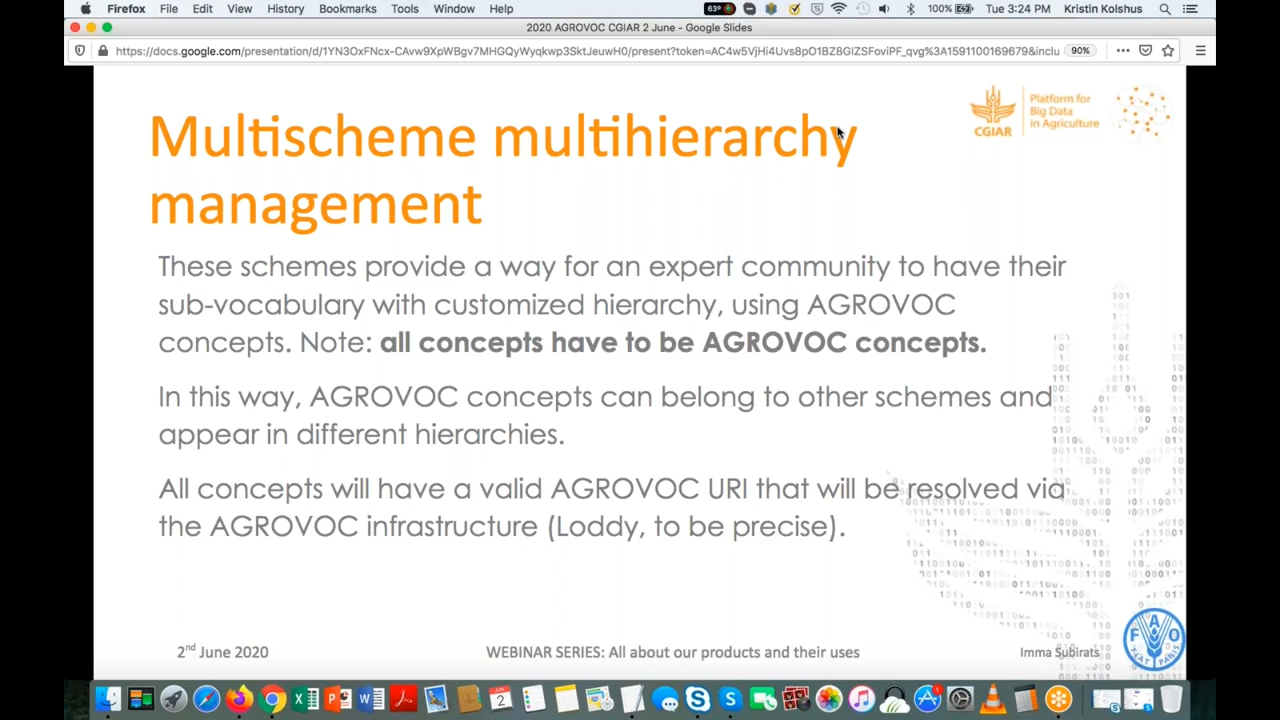 Firefox File Edit View History Bookmarks Tools Window Help 63° 100% Tue 3:24 PM Kristin Kolshus
2020 AGROVOC CGIAR 2 June - Google Slides
90%
Platform for
Big Data
in Agriculture
CGIAR
Multischeme multihierarchy
management
These schemes provide a way for an expert community to have their
sub-vocabulary with customized hierarchy, using AGROVOC
concepts. Note: all concepts have to be AGROVOC concepts.
In this way, AGROVOC concepts can belong to other schemes and
appear in different hierarchies.
All concepts will have a valid AGROVOC URI that will be resolved via
the AGROVOC infrastructure (Loddy, to be precise).
2nd June 2020 WEBINAR SERIES: All about our products and their uses Imma Subirats
FAO
FIAT PANIS